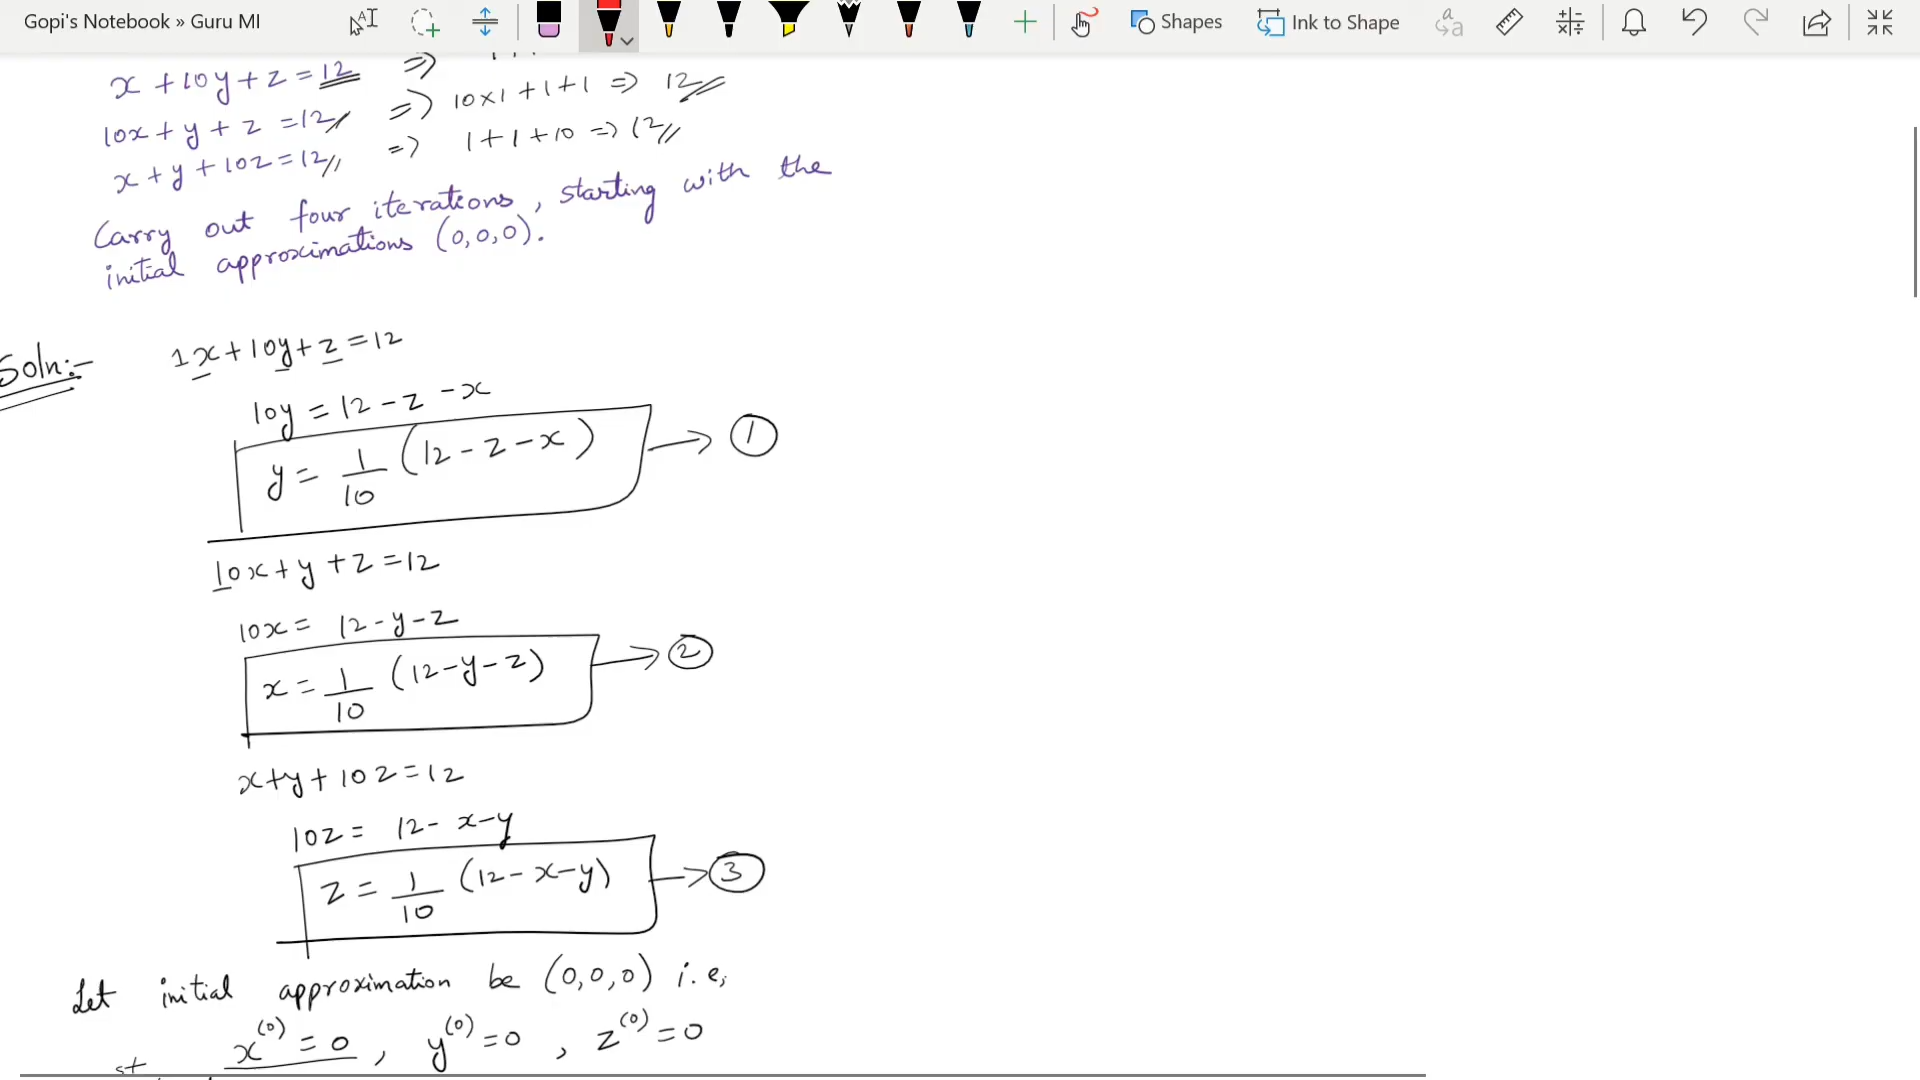 Gopi's Notebook » Guru MI
Shapes
Ink to Shape
x + 10y + z = 12 =>
10x + y + z = 12 => 10x1 + 1 + 1 => 12
x + y + 10z = 12 => 1 + 1 + 10 => 12
Carry out four iterations, starting with the
initial approximations (0,0,0).
Soln:-
1x + 10y + z = 12
10y = 12 - z - x
y = 1/10 (12 - z - x) → ①
10x + y + z = 12
10x = 12 - y - z
x = 1/10 (12 - y - z) → ②
x + y + 10z = 12
10z = 12 - x - y
z = 1/10 (12 - x - y) → ③
Let initial approximation be (0,0,0) i.e,
x^(0) = 0, y^(0) = 0, z^(0) = 0
st